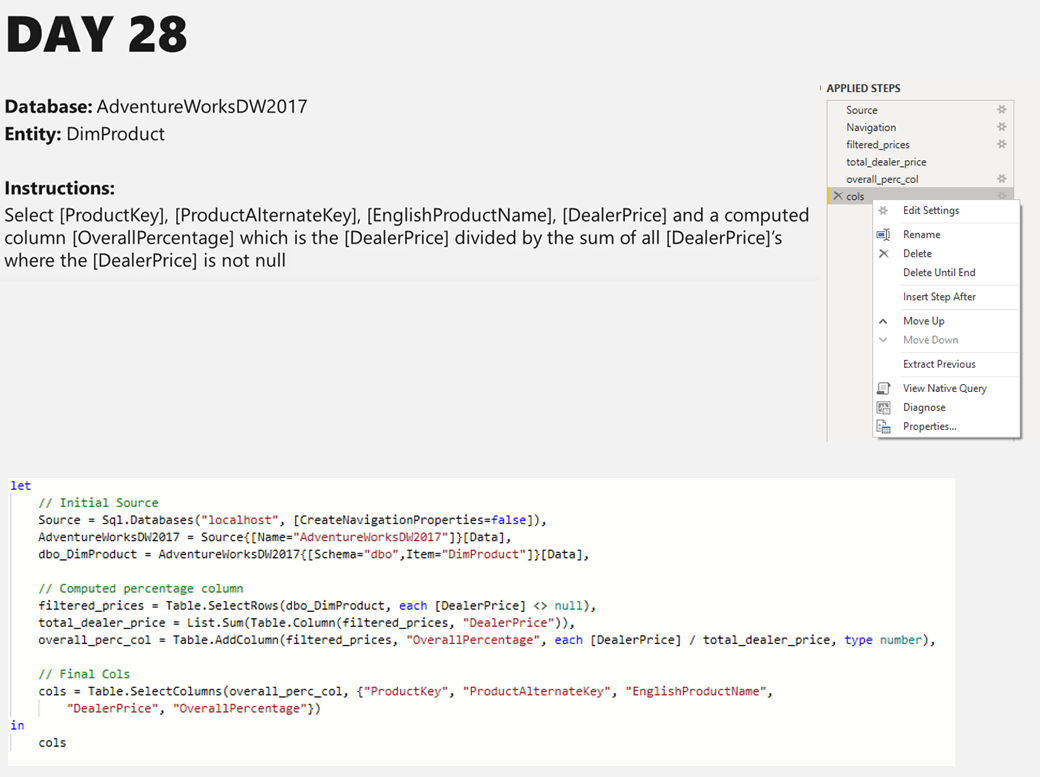 DAY 28
Database: AdventureWorksDW2017
Entity: DimProduct
Instructions:
Select [ProductKey], [ProductAlternateKey], [EnglishProductName], [DealerPrice] and a computed
column [OverallPercentage] which is the [DealerPrice] divided by the sum of all [DealerPrice]’s
where the [DealerPrice] is not null
APPLIED STEPS
Source
Navigation
filtered_prices
total_dealer_price
overall_perc_col
cols
Edit Settings
Rename
Delete
Delete Until End
Insert Step After
Move Up
Move Down
Extract Previous
View Native Query
Diagnose
Properties...
let
// Initial Source
Source = Sql.Databases("localhost", [CreateNavigationProperties=false]),
AdventureWorksDW2017 = Source{[Name="AdventureWorksDW2017"]}[Data],
dbo_DimProduct = AdventureWorksDW2017{[Schema="dbo",Item="DimProduct"]}[Data],
// Computed percentage column
filtered_prices = Table.SelectRows(dbo_DimProduct, each [DealerPrice] <> null),
total_dealer_price = List.Sum(Table.Column(filtered_prices, "DealerPrice")),
overall_perc_col = Table.AddColumn(filtered_prices, "OverallPercentage", each [DealerPrice] / total_dealer_price, type number),
// Final Cols
cols = Table.SelectColumns(overall_perc_col, {"ProductKey", "ProductAlternateKey", "EnglishProductName",
"DealerPrice", "OverallPercentage"})
in
cols